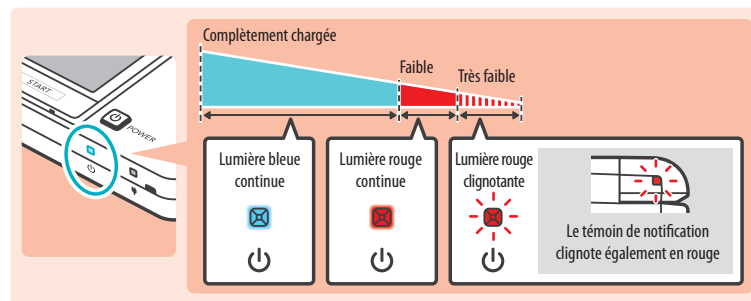 Complètement chargée
Faible
Très faible
START
POWER
Lumière bleue
continue
Lumière rouge
continue
Lumière rouge
clignotante
Le témoin de notification
clignote également en rouge